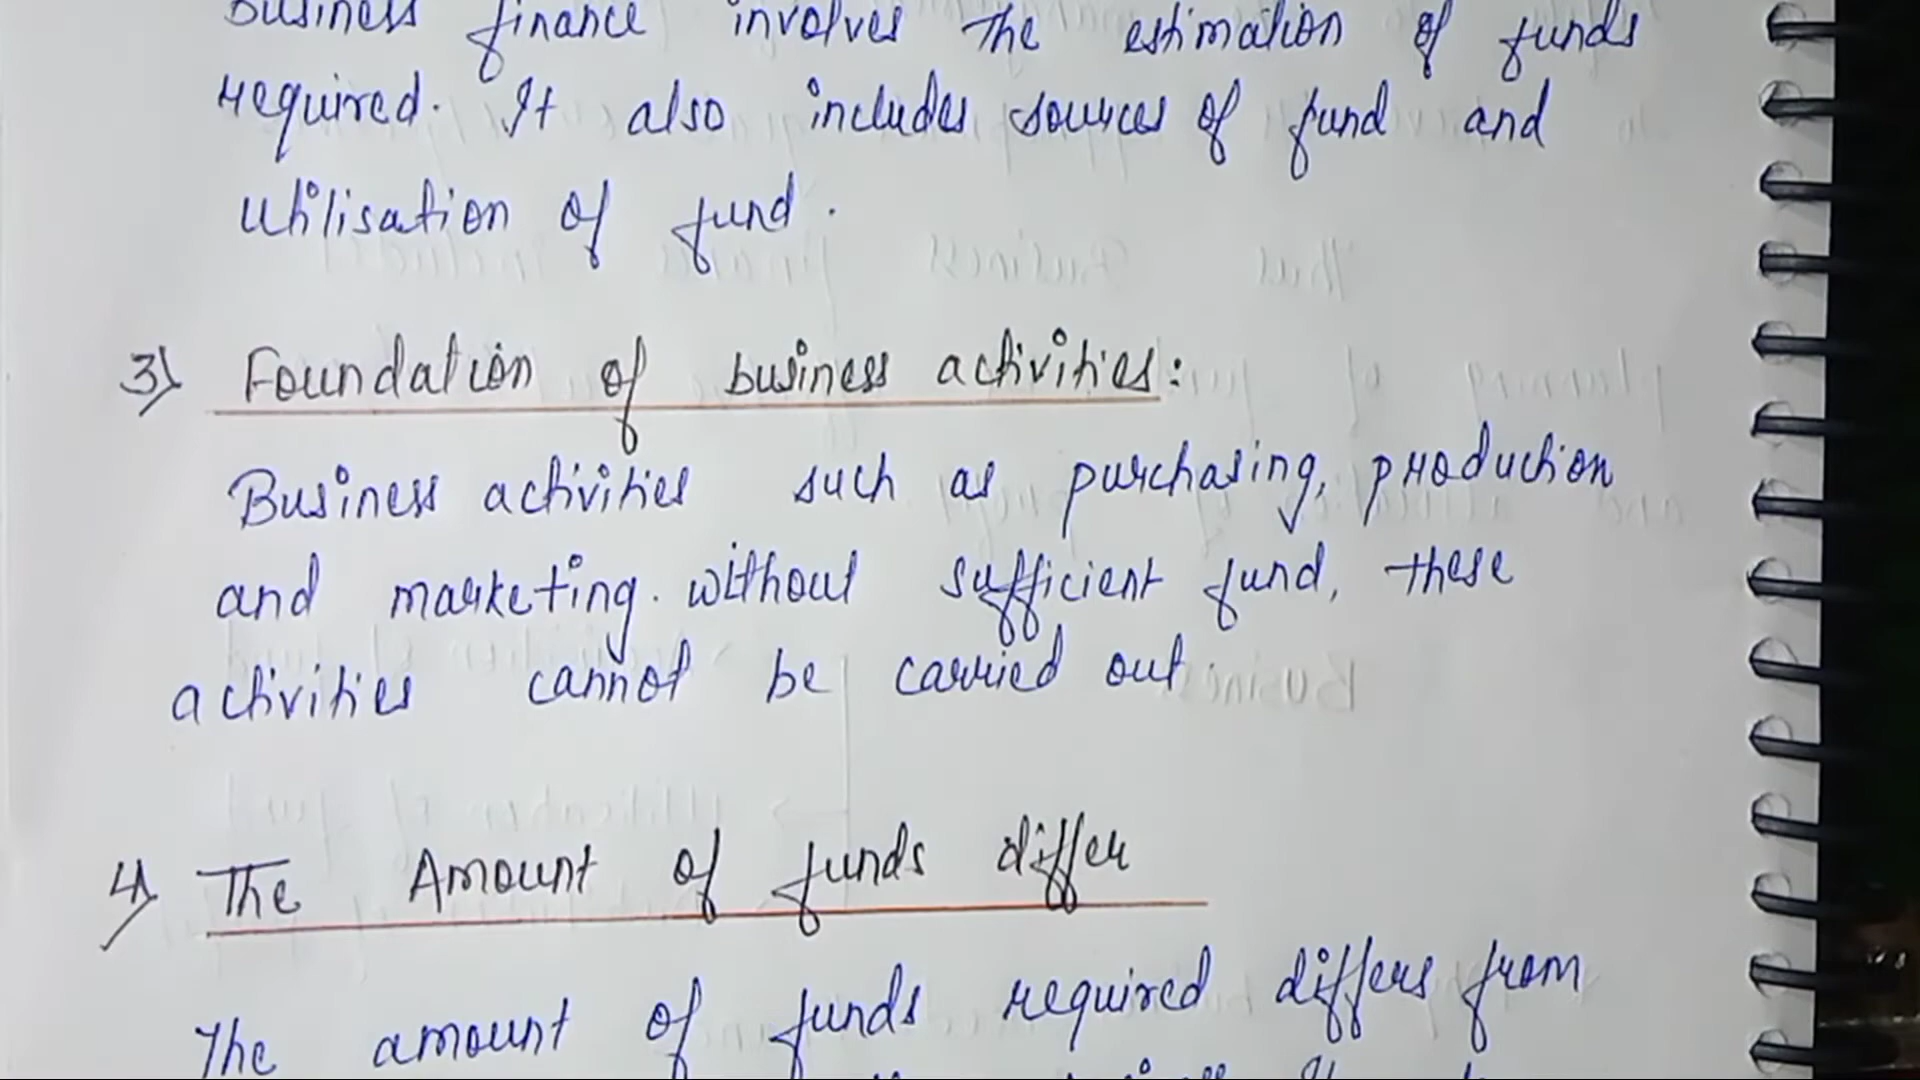 Business finance involves the estimation of funds
required. It also includes sources of fund and
utilisation of fund.
3) Foundation of business activities:
Business activities such as purchasing, production
and marketing. without sufficient fund, these
activities cannot be carried out.
4) The Amount of funds differ
The amount of funds required differs from